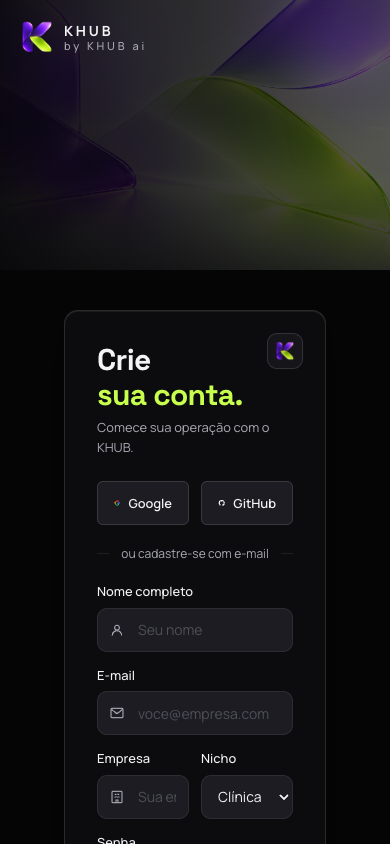 KHUB
by KHUB ai
Crie
sua conta.
Comece sua operação com o
KHUB.
Google
GitHub
ou cadastre-se com e-mail
Nome completo
Seu nome
E-mail
voce@empresa.com
Empresa
Nicho
Sua
Clínica
Senha